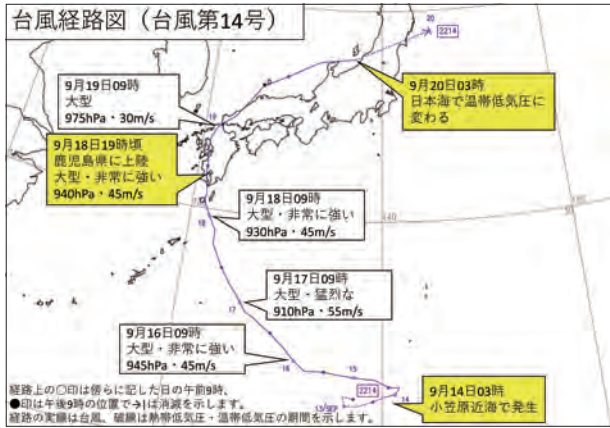 台風経路図（台風第14号）
20
2214
9月19日09時
大型
975hPa・30m/s
9月20日03時
日本海で温帯低気圧に
変わる
19
9月18日19時頃
鹿児島県に上陸
大型・非常に強い
940hPa・45m/s
9月18日09時
大型・非常に強い
930hPa・45m/s
18
140
9月17日09時
大型・猛烈な
910hPa・55m/s
17
9月16日09時
大型・非常に強い
945hPa・45m/s
16
15
2214
14
13/SEP
9月14日03時
小笠原近海で発生
経路上の○印は傍らに記した日の午前9時、
●印は午後9時の位置で→|は消滅を示します。
経路の実線は台風、破線は熱帯低気圧・温帯低気圧の期間を示します。